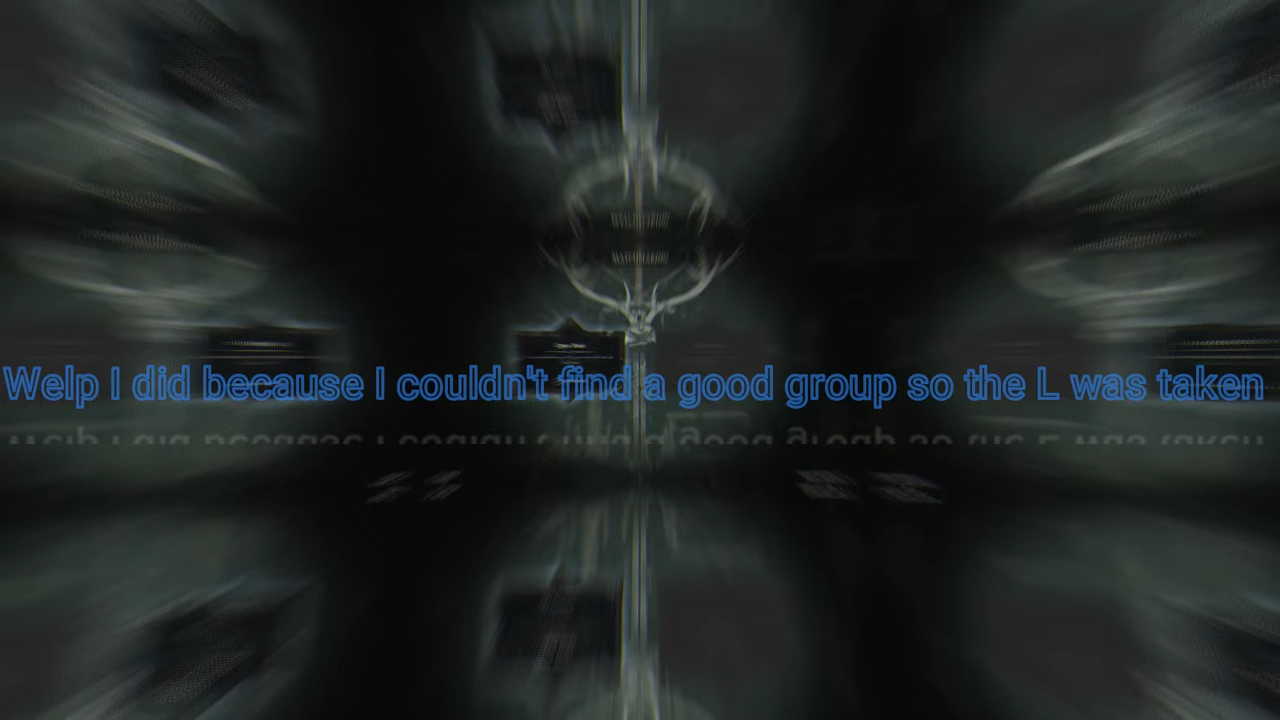 Welp I did because I couldn't find a good group so the L was taken